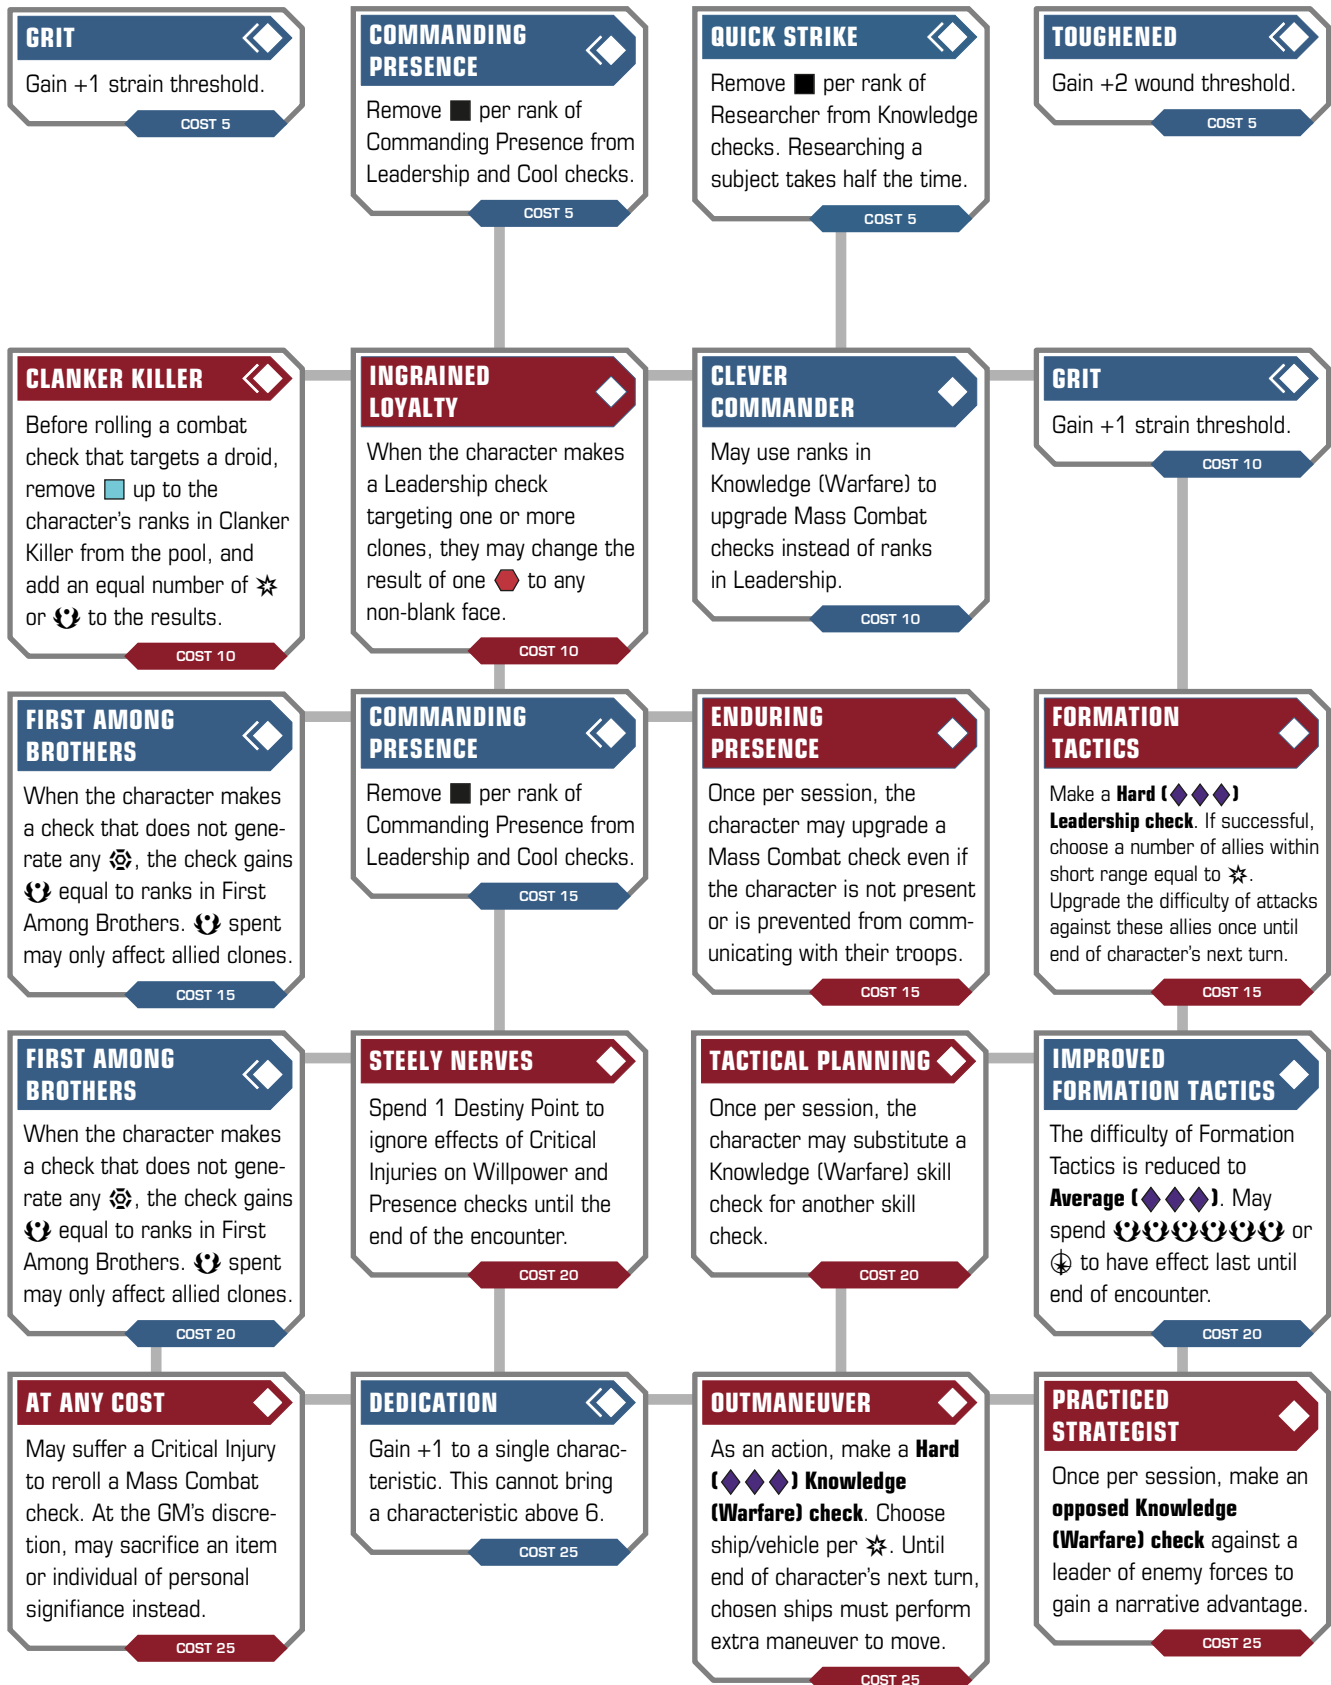 GRIT
Gain +1 strain threshold.
COST 5
COMMANDING
PRESENCE
Remove per rank of
Commanding Presence from
Leadership and Cool checks.
COST 5
QUICK STRIKE
Remove per rank of
Researcher from Knowledge
checks. Researching a
subject takes half the time.
COST 5
TOUGHENED
Gain +2 wound threshold.
COST 5
CLANKER KILLER
Before rolling a combat
check that targets a droid,
remove up to the
character's ranks in Clanker
Killer from the pool, and
add an equal number of
or to the results.
COST 10
INGRAINED
LOYALTY
When the character makes
a Leadership check
targeting one or more
clones, they may change the
result of one to any
non-blank face.
COST 10
CLEVER
COMMANDER
May use ranks in
Knowledge (Warfare) to
upgrade Mass Combat
checks instead of ranks
in Leadership.
COST 10
GRIT
Gain +1 strain threshold.
COST 10
FIRST AMONG
BROTHERS
When the character makes
a check that does not gene-
rate any , the check gains
equal to ranks in First
Among Brothers. spent
may only affect allied clones.
COST 15
COMMANDING
PRESENCE
Remove per rank of
Commanding Presence from
Leadership and Cool checks.
COST 15
ENDURING
PRESENCE
Once per session, the
character may upgrade a
Mass Combat check even if
the character is not present
or is prevented from comm-
unicating with their troops.
COST 15
FORMATION
TACTICS
Make a Hard ( )
Leadership check. If successful,
choose a number of allies within
short range equal to .
Upgrade the difficulty of attacks
against these allies once until
end of character's next turn.
COST 15
FIRST AMONG
BROTHERS
When the character makes
a check that does not gene-
rate any , the check gains
equal to ranks in First
Among Brothers. spent
may only affect allied clones.
COST 20
STEELY NERVES
Spend 1 Destiny Point to
ignore effects of Critical
Injuries on Willpower and
Presence checks until the
end of the encounter.
COST 20
TACTICAL PLANNING
Once per session, the
character may substitute a
Knowledge (Warfare) skill
check for another skill
check.
COST 20
IMPROVED
FORMATION TACTICS
The difficulty of Formation
Tactics is reduced to
Average ( ). May
spend or
to have effect last until
end of encounter.
COST 20
AT ANY COST
May suffer a Critical Injury
to reroll a Mass Combat
check. At the GM's discre-
tion, may sacrifice an item
or individual of personal
signifiance instead.
COST 25
DEDICATION
Gain +1 to a single charac-
teristic. This cannot bring
a characteristic above 6.
COST 25
OUTMANEUVER
As an action, make a Hard
( ) Knowledge
(Warfare) check. Choose
ship/vehicle per . Until
end of character's next turn,
chosen ships must perform
extra maneuver to move.
COST 25
PRACTICED
STRATEGIST
Once per session, make an
opposed Knowledge
(Warfare) check against a
leader of enemy forces to
gain a narrative advantage.
COST 25